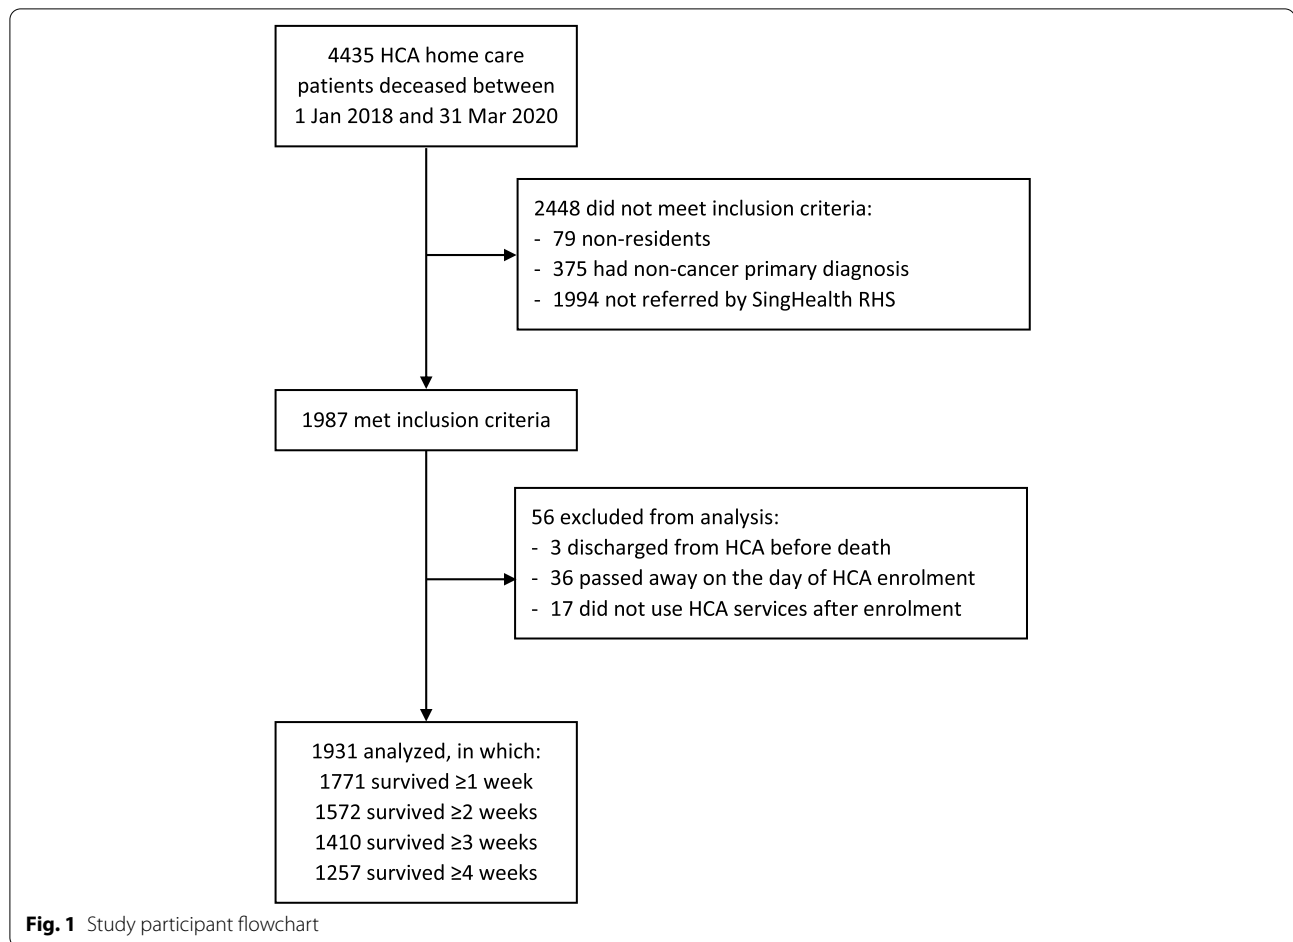 4435 HCA home care
patients deceased between
1 Jan 2018 and 31 Mar 2020
2448 did not meet inclusion criteria:
- 79 non-residents
- 375 had non-cancer primary diagnosis
- 1994 not referred by SingHealth RHS
1987 met inclusion criteria
56 excluded from analysis:
- 3 discharged from HCA before death
- 36 passed away on the day of HCA enrolment
- 17 did not use HCA services after enrolment
1931 analyzed, in which:
1771 survived ≥1 week
1572 survived ≥2 weeks
1410 survived ≥3 weeks
1257 survived ≥4 weeks
Fig. 1 Study participant flowchart